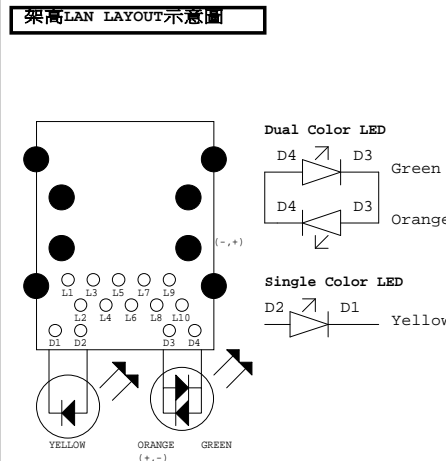 架高LAN LAYOUT示意圖
Dual Color LED
D4 D3
Green
D4 D3
Orange
(-,+)
L1 L3 L5 L7 L9
L2 L4 L6 L8 L10
D1 D2 D3 D4
Single Color LED
D2 D1
Yellow
YELLOW ORANGE GREEN
(+,-)